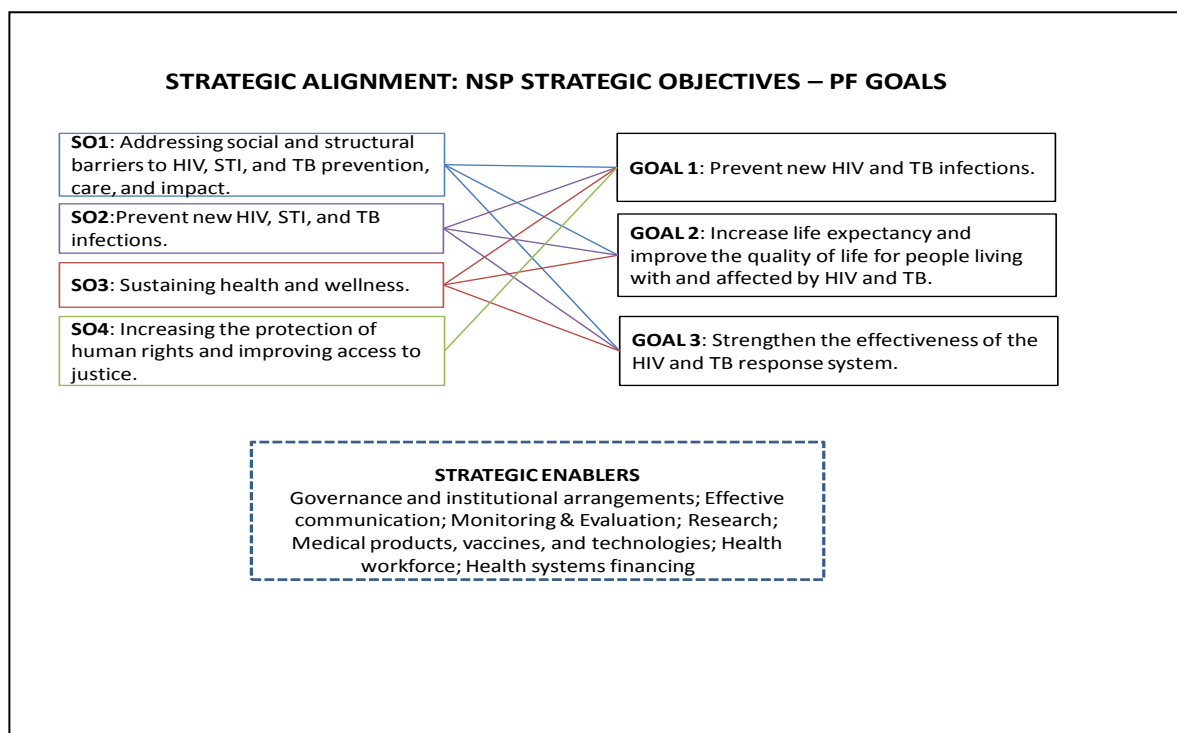 STRATEGIC ALIGNMENT: NSP STRATEGIC OBJECTIVES – PF GOALS
SO1: Addressing social and structural
barriers to HIV, STI, and TB prevention,
care, and impact.
SO2:Prevent new HIV, STI, and TB
infections.
SO3: Sustaining health and wellness.
SO4: Increasing the protection of
human rights and improving access to
justice.
GOAL 1: Prevent new HIV and TB infections.
GOAL 2: Increase life expectancy and
improve the quality of life for people living
with and affected by HIV and TB.
GOAL 3: Strengthen the effectiveness of the
HIV and TB response system.
STRATEGIC ENABLERS
Governance and institutional arrangements; Effective
communication; Monitoring & Evaluation; Research;
Medical products, vaccines, and technologies; Health
workforce; Health systems financing